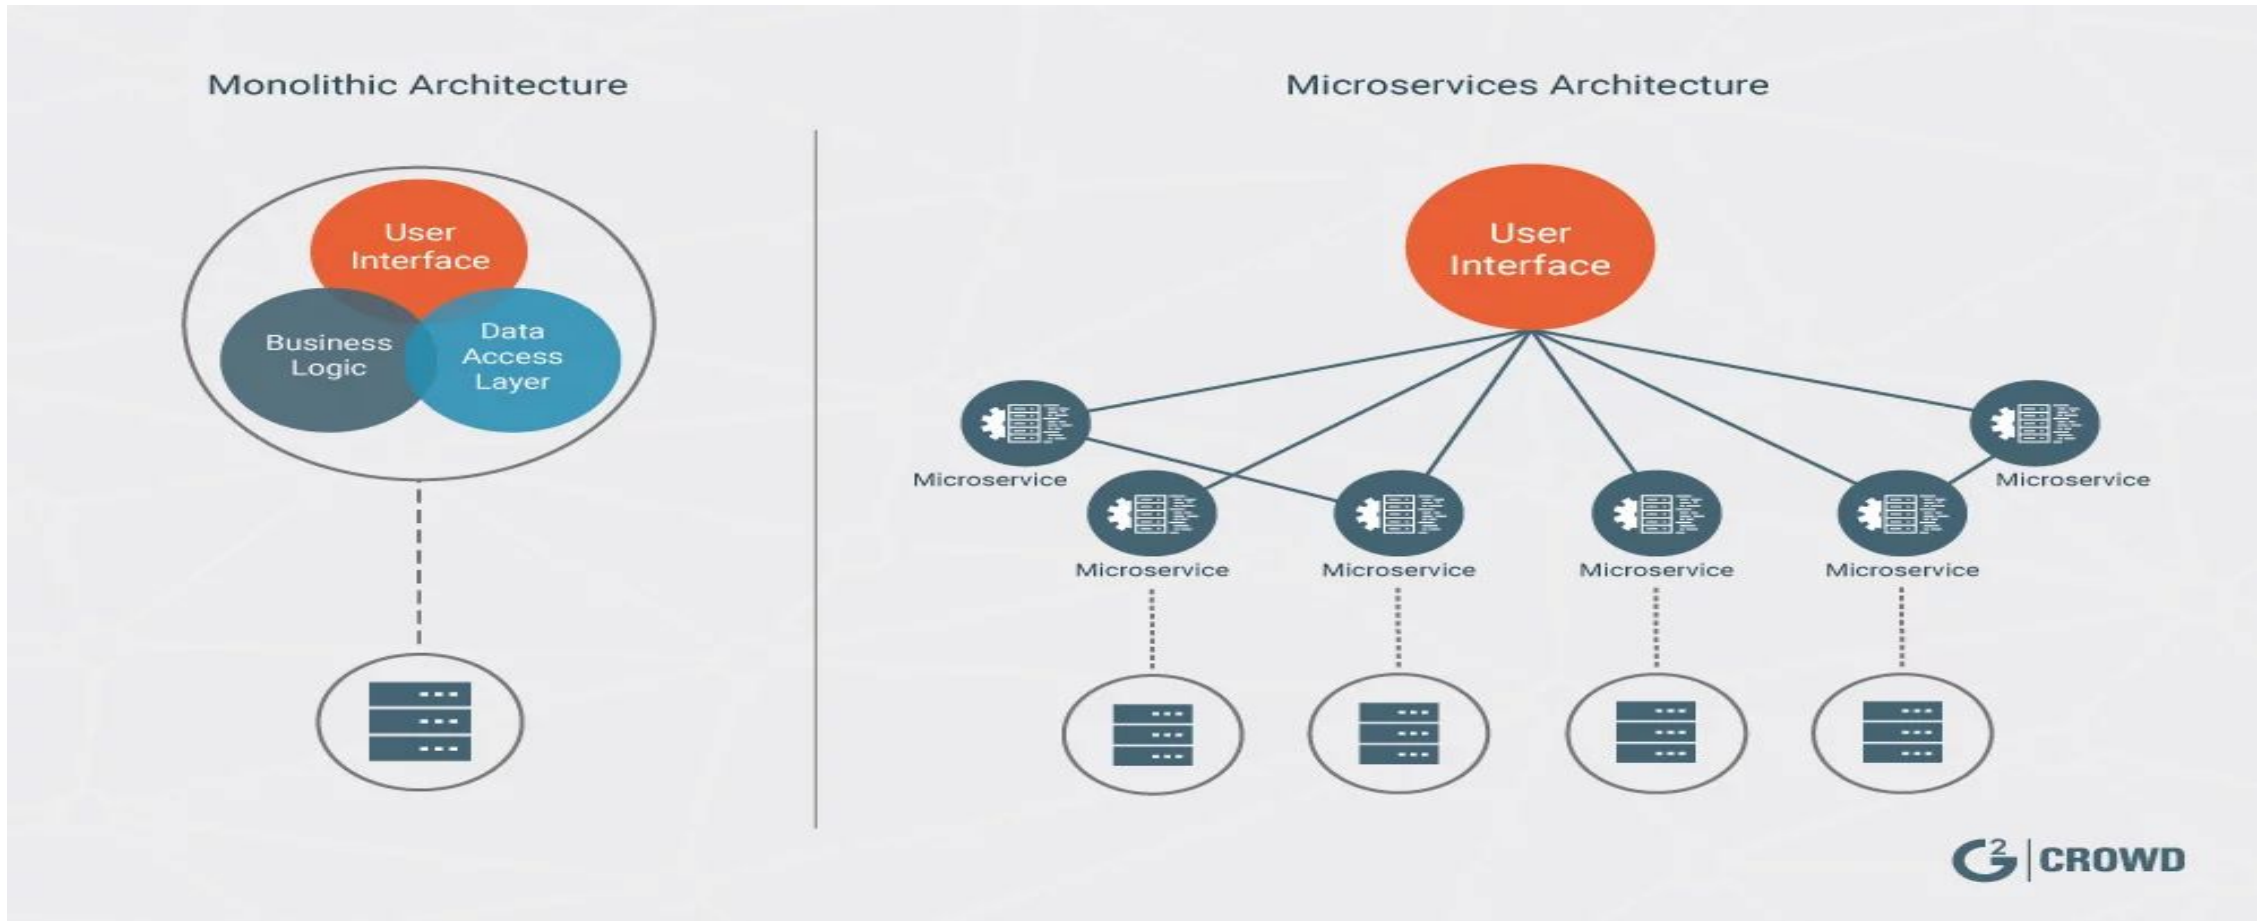 Monolithic Architecture
User
Interface
Business
Logic
Data
Access
Layer
Microservices Architecture
User
Interface
Microservice
Microservice
Microservice
Microservice
Microservice
Microservice
G2 | CROWD